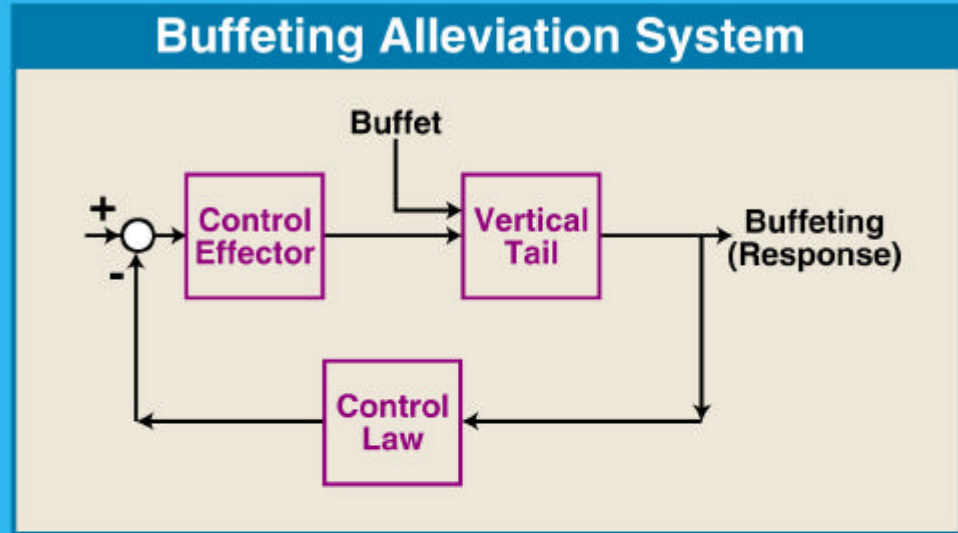 Buffeting Alleviation System
Buffet
+
-
Control
Effector
Vertical
Tail
Buffeting
(Response)
Control
Law